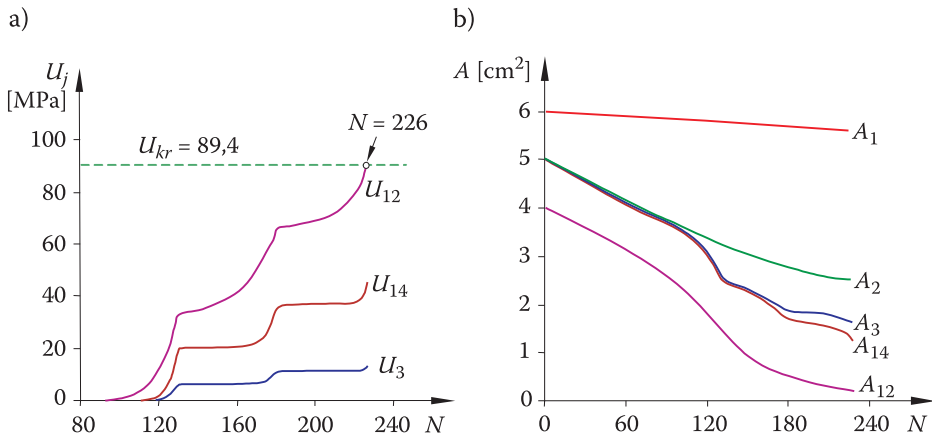 a)
U_j
[MPa]
100
80
60
40
20
0
80
120
160
200
240
N
U_kr = 89,4
N = 226
U_12
U_14
U_3
b)
A [cm²]
6
5
4
3
2
1
0
0
60
120
180
240
N
A_1
A_2
A_3
A_14
A_12